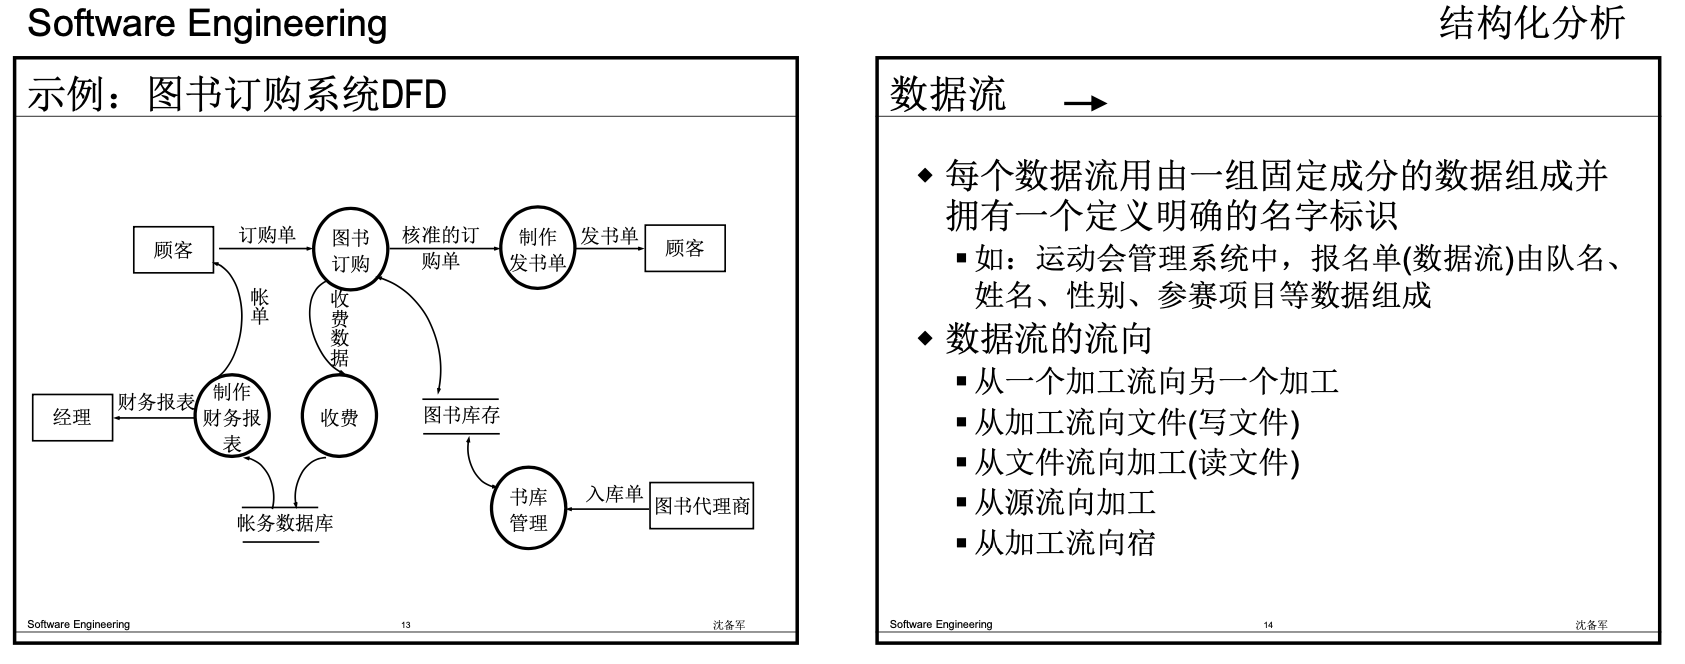 Software Engineering
结构化分析
示例：图书订购系统DFD
顾客
订购单
图书
订购
核准的订
购单
制作
发书单
发书单
顾客
帐
单
收
费
数
据
经理
财务报表
制作
财务报
表
收费
图书库存
帐务数据库
书库
管理
入库单
图书代理商
Software Engineering
13
沈备军
数据流
◆ 每个数据流用由一组固定成分的数据组成并
拥有一个定义明确的名字标识
▪ 如：运动会管理系统中，报名单(数据流)由队名、
姓名、性别、参赛项目等数据组成
◆ 数据流的流向
▪ 从一个加工流向另一个加工
▪ 从加工流向文件(写文件)
▪ 从文件流向加工(读文件)
▪ 从源流向加工
▪ 从加工流向宿
Software Engineering
14
沈备军